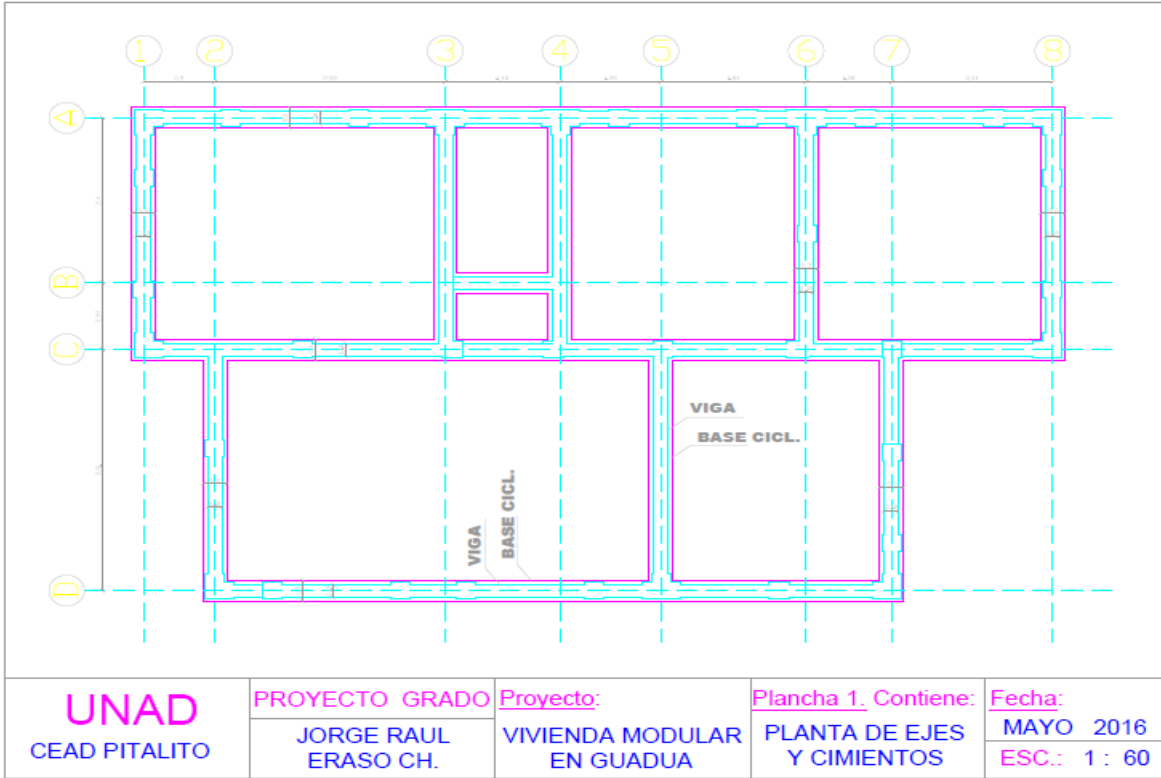 1 2 3 4 5 6 7 8
A
B
C
D
VIGA
BASE CICL.
VIGA
BASE CICL.
UNAD
CEAD PITALITO
PROYECTO GRADO
JORGE RAUL
ERASO CH.
Proyecto:
VIVIENDA MODULAR
EN GUADUA
Plancha 1. Contiene:
PLANTA DE EJES
Y CIMIENTOS
Fecha:
MAYO 2016
ESC.: 1 : 60